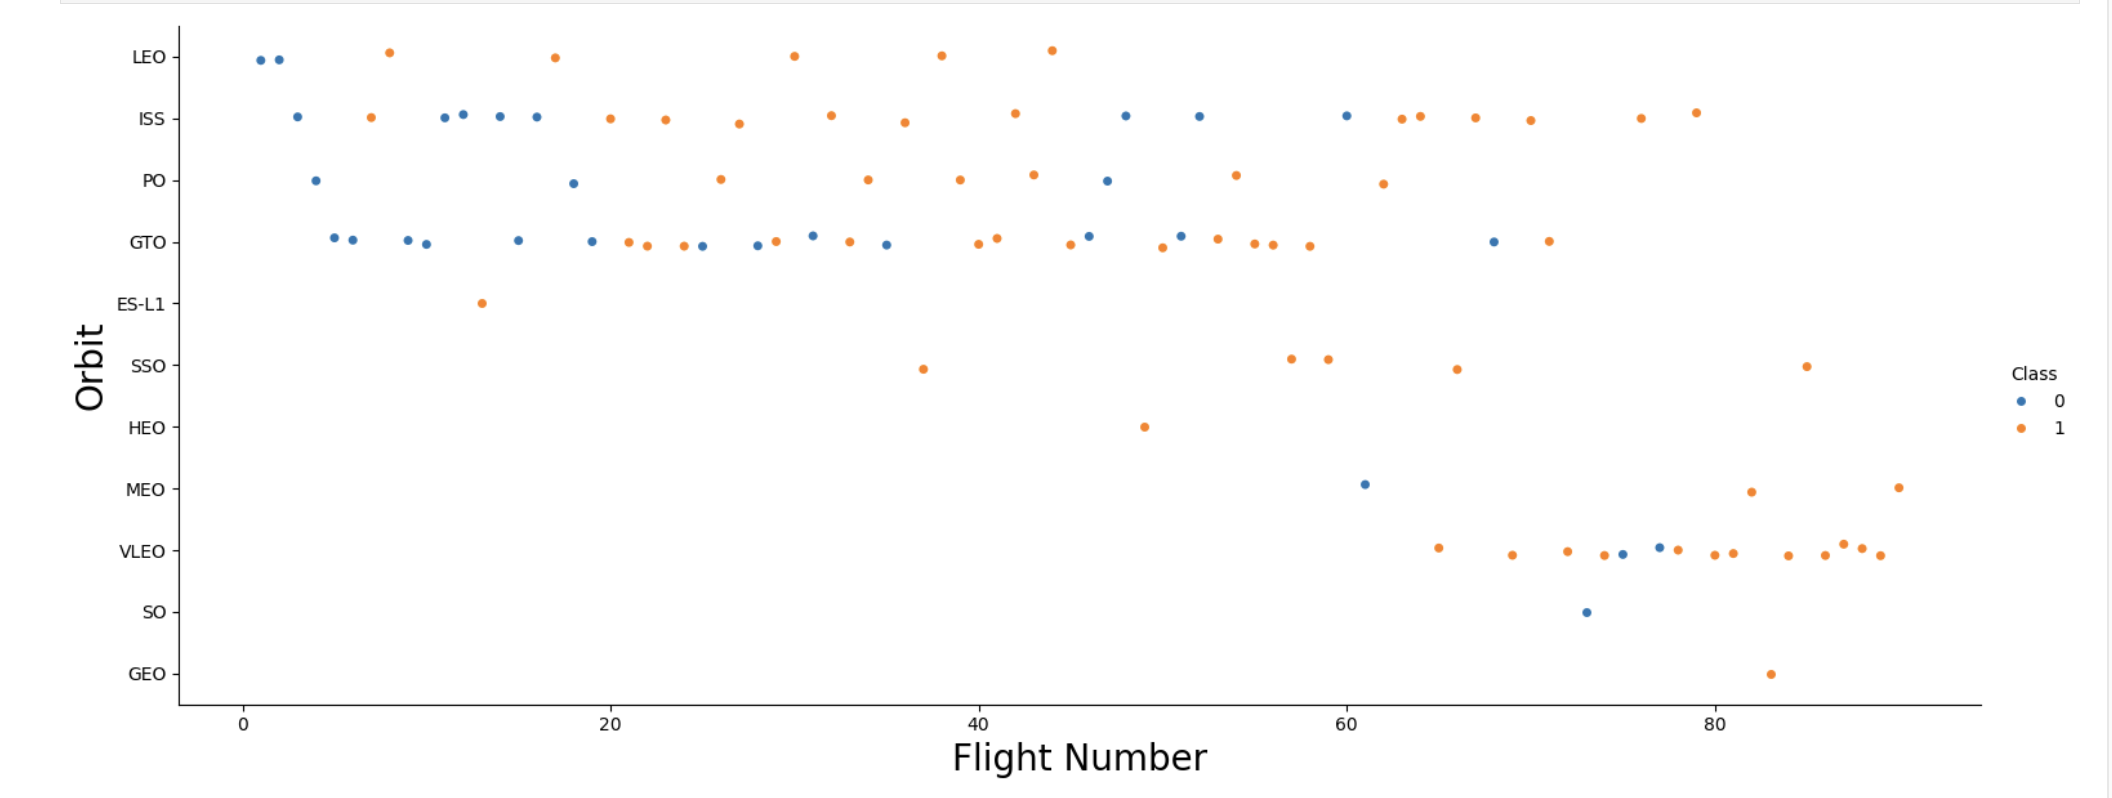 LEO
ISS
PO
GTO
ES-L1
SSO
HEO
MEO
VLEO
SO
GEO
Orbit
0 20 40 60 80
Flight Number
Class
0
1